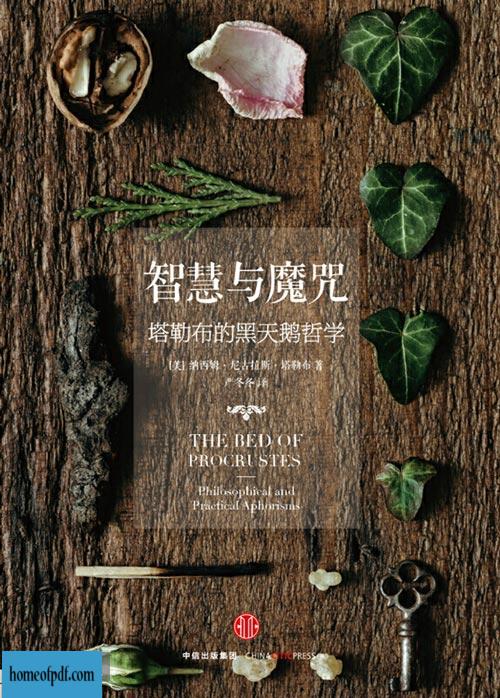 智慧与魔咒
塔勒布的黑天鹅哲学
[美] 纳西姆·尼古拉斯·塔勒布 著
严冬冬 译
THE BED OF
PROCRUSTES
Philosophical and
Practical Aphorisms
中信出版集团 CHINA CITIC PRESS
homeofpdf.com